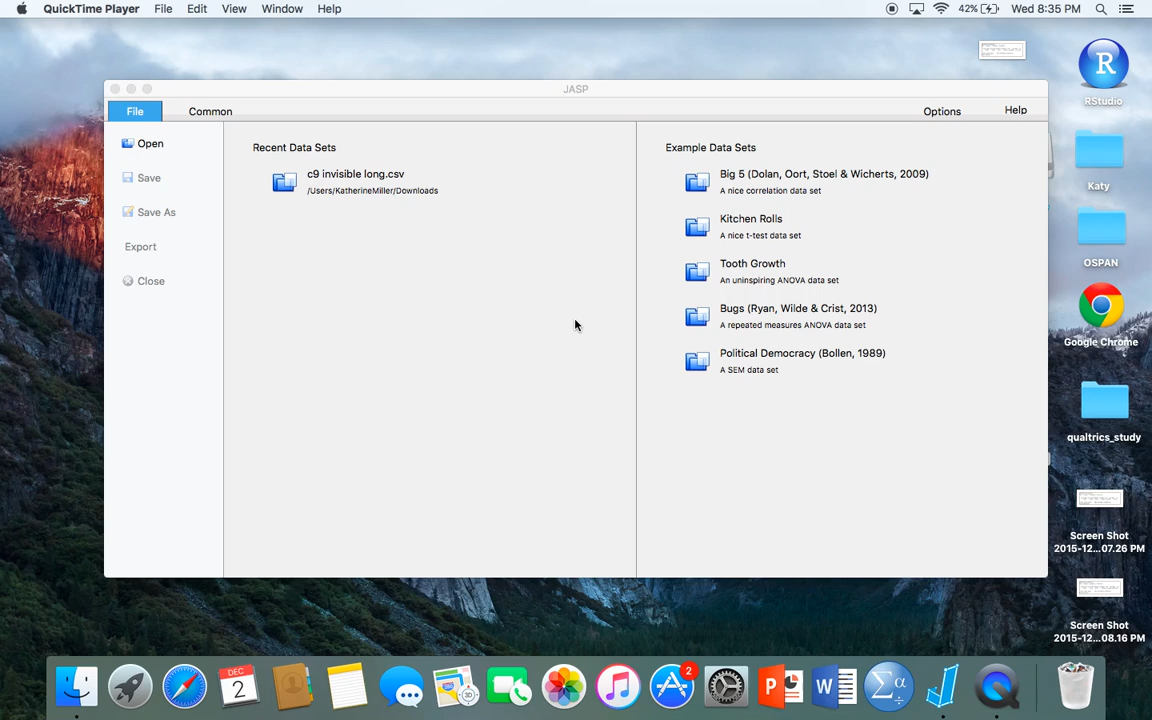 QuickTime Player File Edit View Window Help 42% Wed 8:35 PM
JASP
File Common Options Help
Open
Save
Save As
Export
Close
Recent Data Sets
c9 invisible long.csv
/Users/KatherineMiller/Downloads
Example Data Sets
Big 5 (Dolan, Oort, Stoel & Wicherts, 2009)
A nice correlation data set
Kitchen Rolls
A nice t-test data set
Tooth Growth
An uninspiring ANOVA data set
Bugs (Ryan, Wilde & Crist, 2013)
A repeated measures ANOVA data set
Political Democracy (Bollen, 1989)
A SEM data set
R
RStudio
Katy
OSPAN
Google Chrome
qualtrics_study
Screen Shot
2015-12...07.26 PM
Screen Shot
2015-12...08.16 PM
DEC
2
3D
2
P
W
Σα